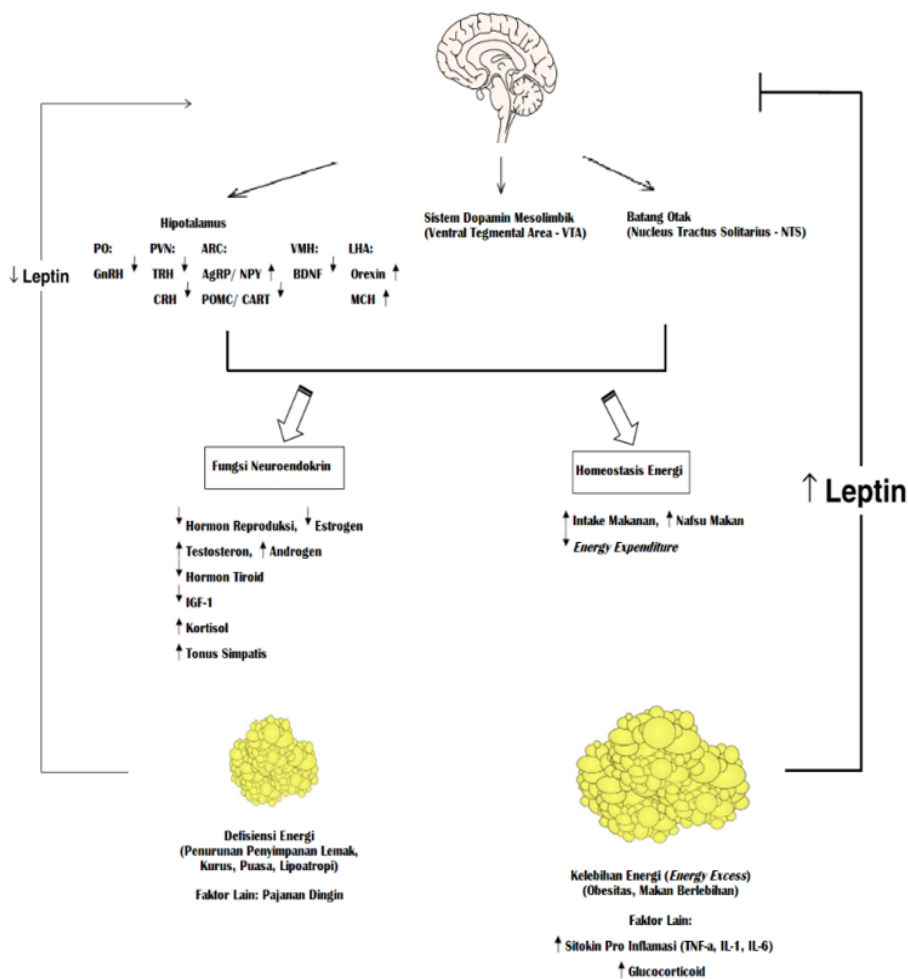 Hipotalamus
PO: PVN: ARC: VMH: LHA:
GnRH ↓ TRH ↓ AgRP/ NPY ↑ BDNF ↓ Orexin ↑
CRH ↓ POMC/ CART ↓ MCH ↑
Sistem Dopamin Mesolimbik
(Ventral Tegmental Area - VTA)
Batang Otak
(Nucleus Tractus Solitarius - NTS)
↓ Leptin
Fungsi Neuroendokrin
↓ Hormon Reproduksi, ↓ Estrogen
↑ Testosteron, ↑ Androgen
↓ Hormon Tiroid
↓ IGF-1
↑ Kortisol
↑ Tonus Simpatis
Homeostasis Energi
↑ Intake Makanan, ↑ Nafsu Makan
↓ Energy Expenditure
↑ Leptin
Defisiensi Energi
(Penurunan Penyimpanan Lemak,
Kurus, Puasa, Lipoatropi)
Faktor Lain: Pajanan Dingin
Kelebihan Energi (Energy Excess)
(Obesitas, Makan Berlebihan)
Faktor Lain:
↑ Sitokin Pro Inflamasi (TNF-a, IL-1, IL-6)
↑ Glucocorticoid